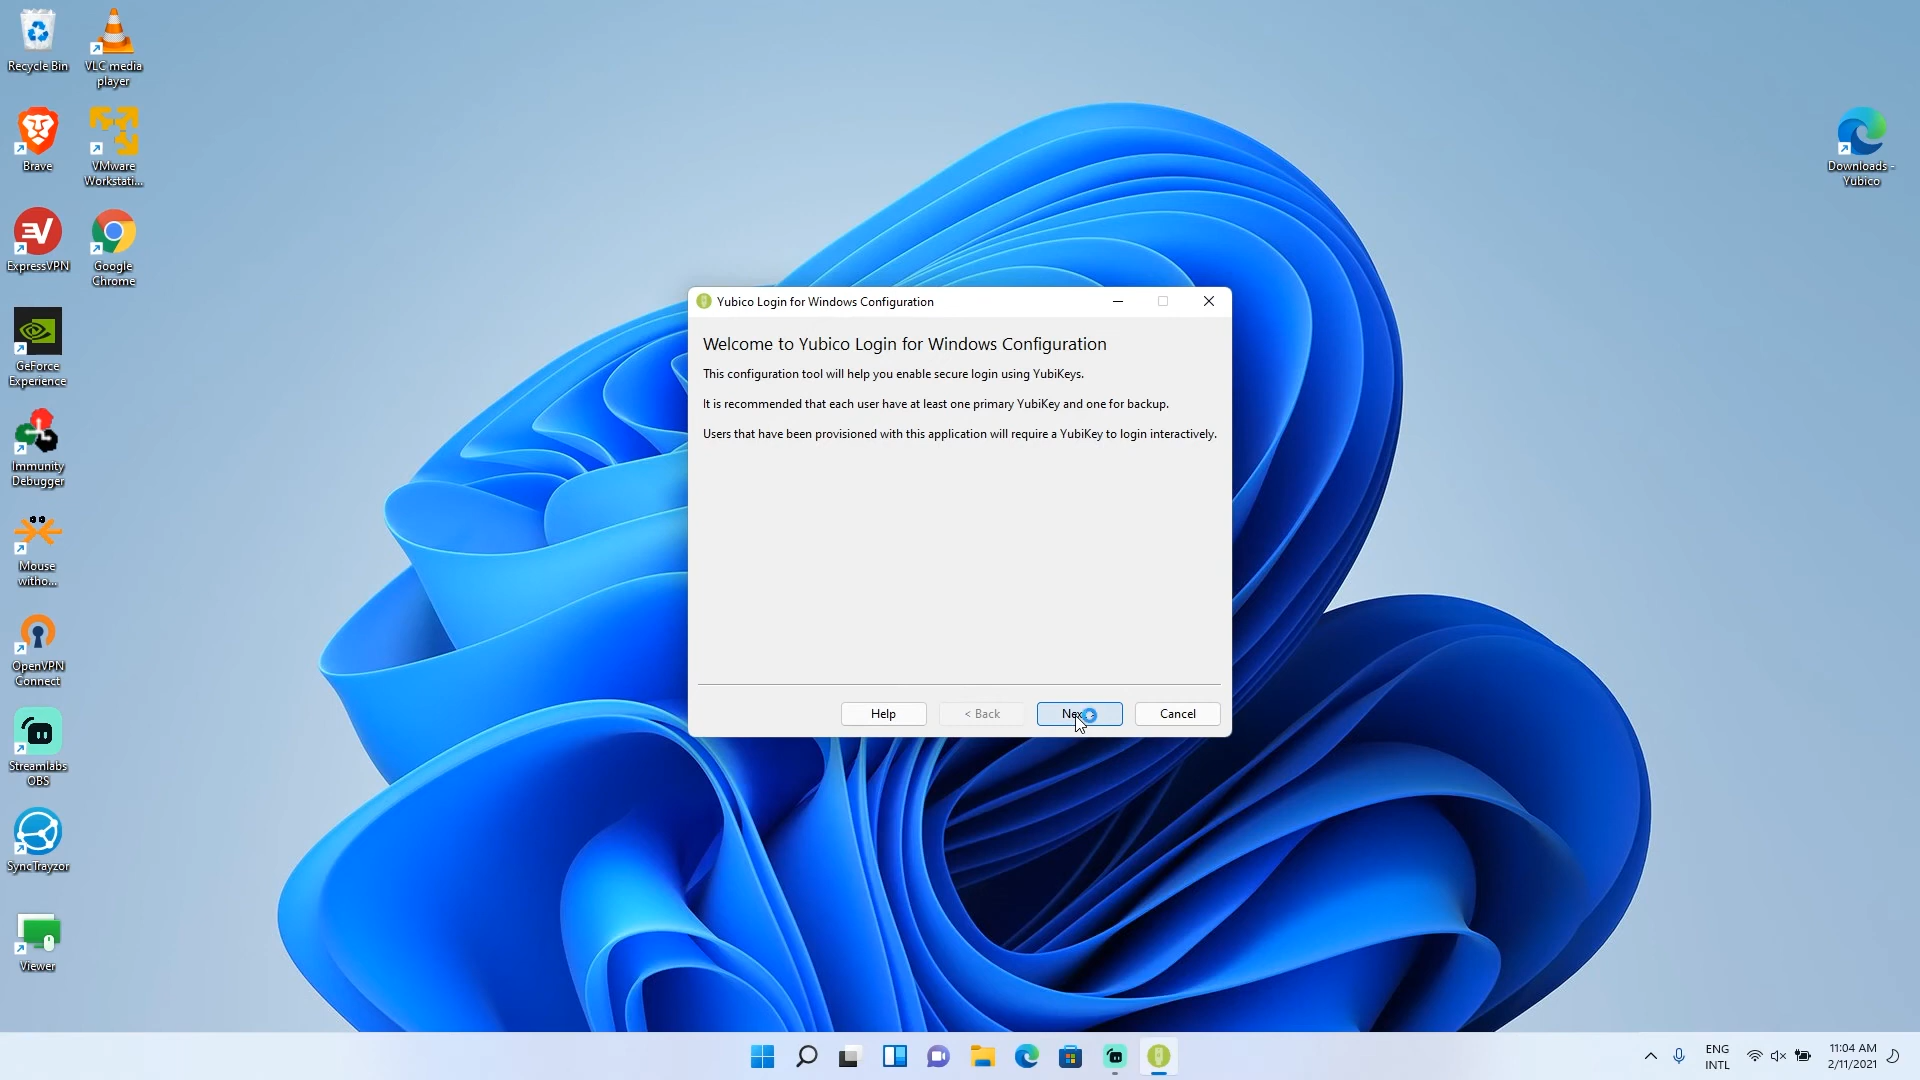 Recycle Bin
VLC media
player
Brave
VMware
Workstati...
ExpressVPN
Google
Chrome
GeForce
Experience
Immunity
Debugger
Mouse
witho...
OpenVPN
Connect
Streamlabs
OBS
SyncTrayzor
Viewer
Downloads -
Yubico
Yubico Login for Windows Configuration
Welcome to Yubico Login for Windows Configuration
This configuration tool will help you enable secure login using YubiKeys.
It is recommended that each user have at least one primary YubiKey and one for backup.
Users that have been provisioned with this application will require a YubiKey to login interactively.
Help
< Back
Cancel
ENG
INTL
11:04 AM
2/11/2021